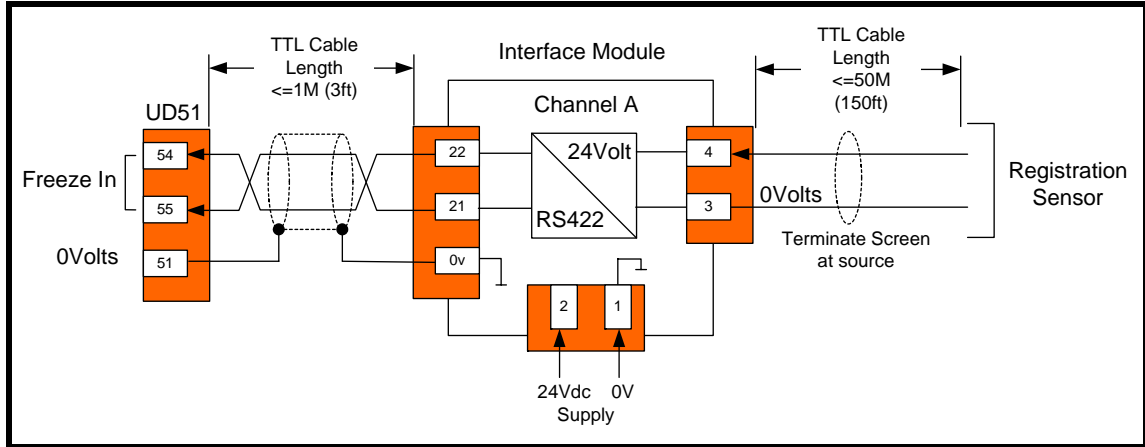 TTL Cable
Length
<=1M (3ft)
Interface Module
TTL Cable
Length
<=50M
(150ft)
UD51
Channel A
54
22
24Volt
4
Freeze In
Registration
Sensor
55
21
RS422
3
0Volts
0Volts
51
0v
Terminate Screen
at source
2
1
24Vdc
0V
Supply